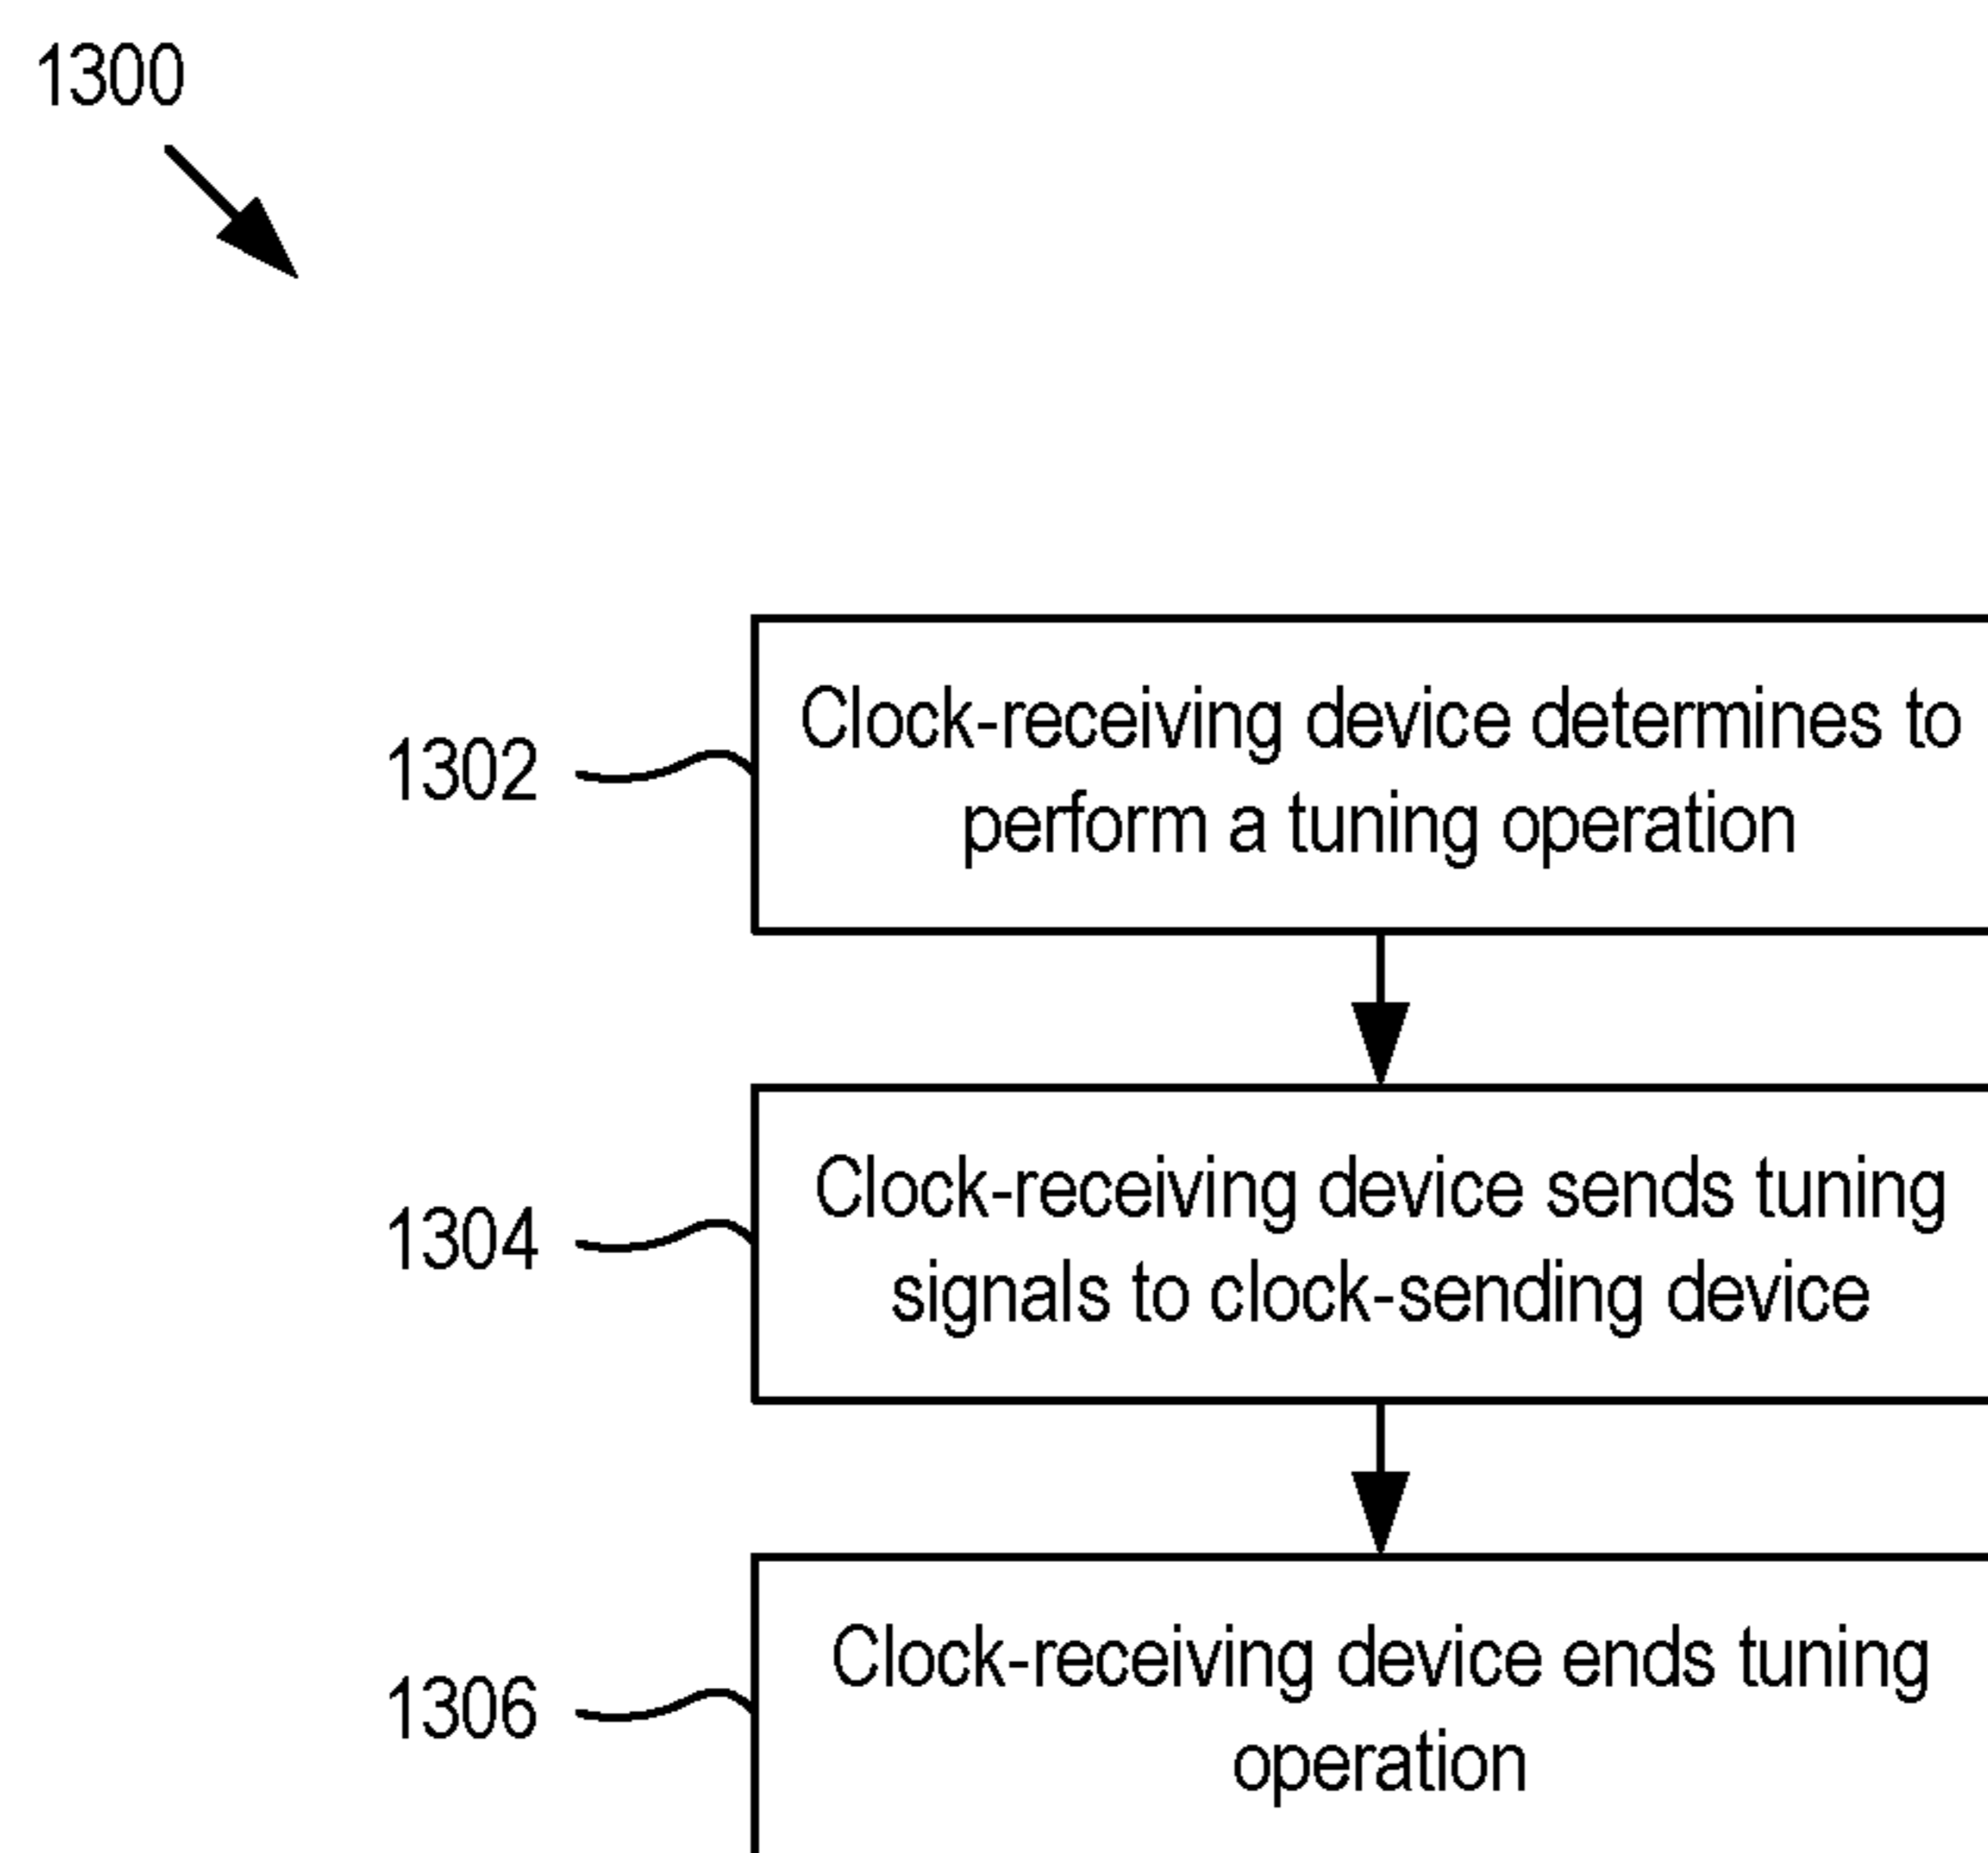 1300
1302
Clock-receiving device determines to
perform a tuning operation
1304
Clock-receiving device sends tuning
signals to clock-sending device
1306
Clock-receiving device ends tuning
operation